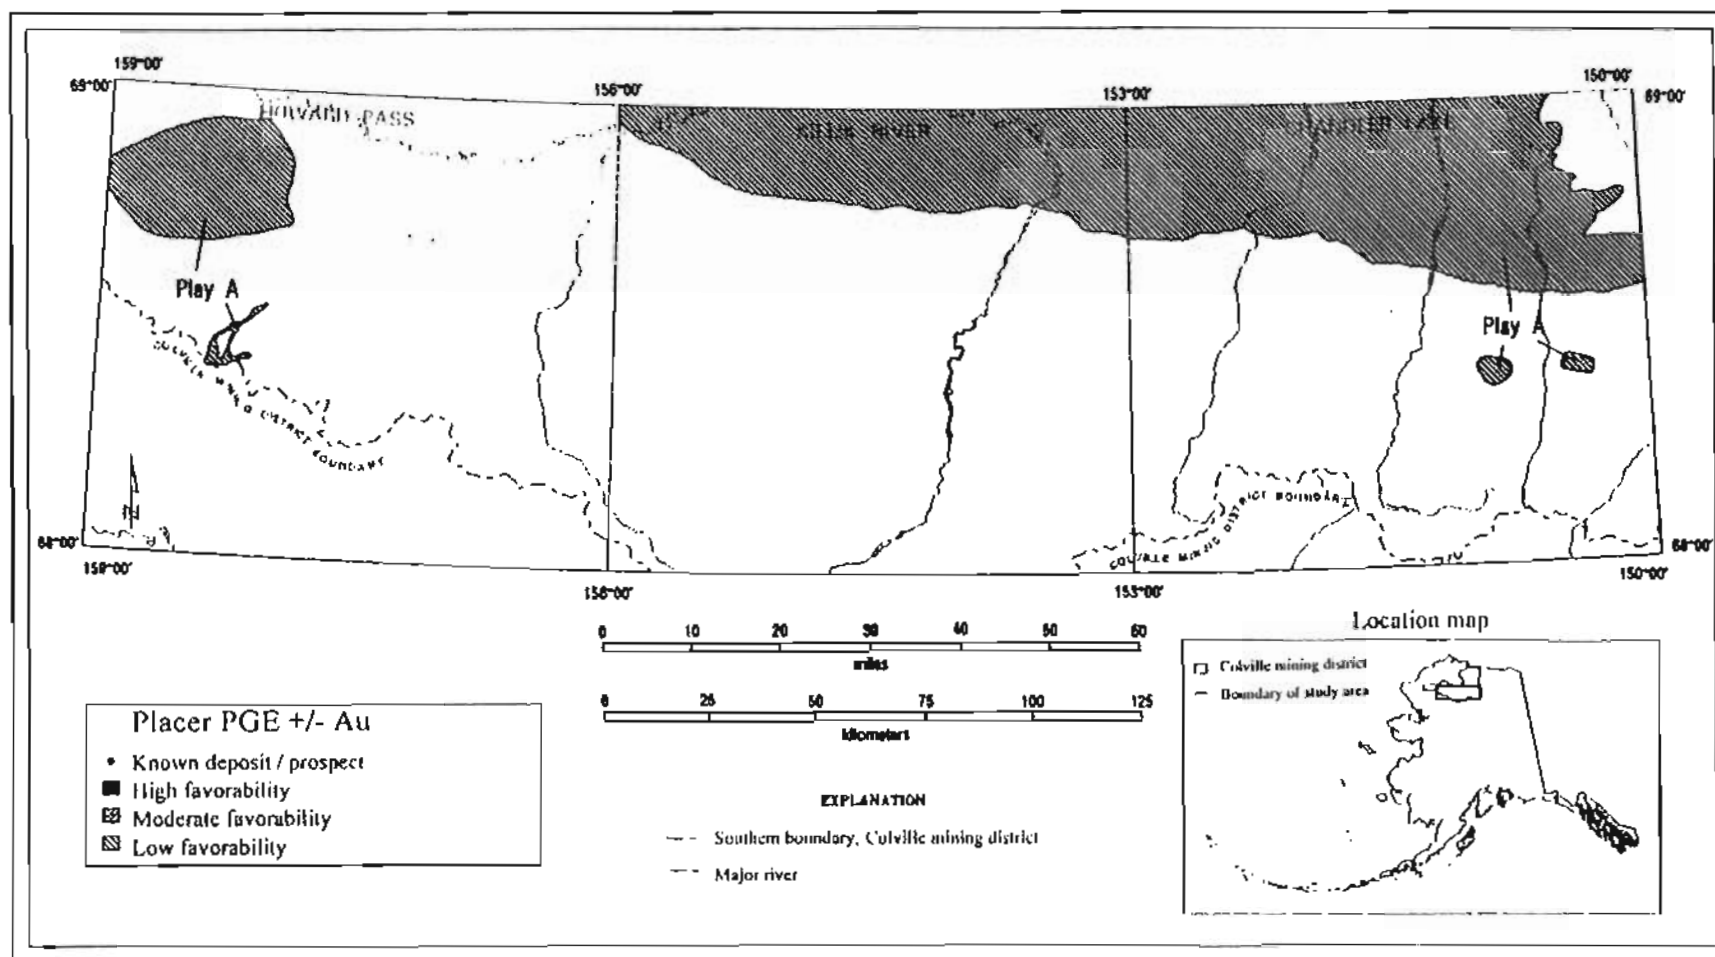 159°00'
156°00'
153°00'
150°00'
69°00'
69°00'
HOWARD PASS
KILLIK RIVER
CHANDLER LAKE
Play A
Play A
COLVILLE MINING DISTRICT BOUNDARY
COLVILLE MINING DISTRICT BOUNDARY
68°00'
68°00'
159°00'
156°00'
153°00'
150°00'
0 10 20 30 40 50 60
miles
0 25 50 75 100 125
kilometers
Placer PGE +/- Au
Known deposit / prospect
High favorability
Moderate favorability
Low favorability
EXPLANATION
Southern boundary, Colville mining district
Major river
Location map
Colville mining district
Boundary of study area